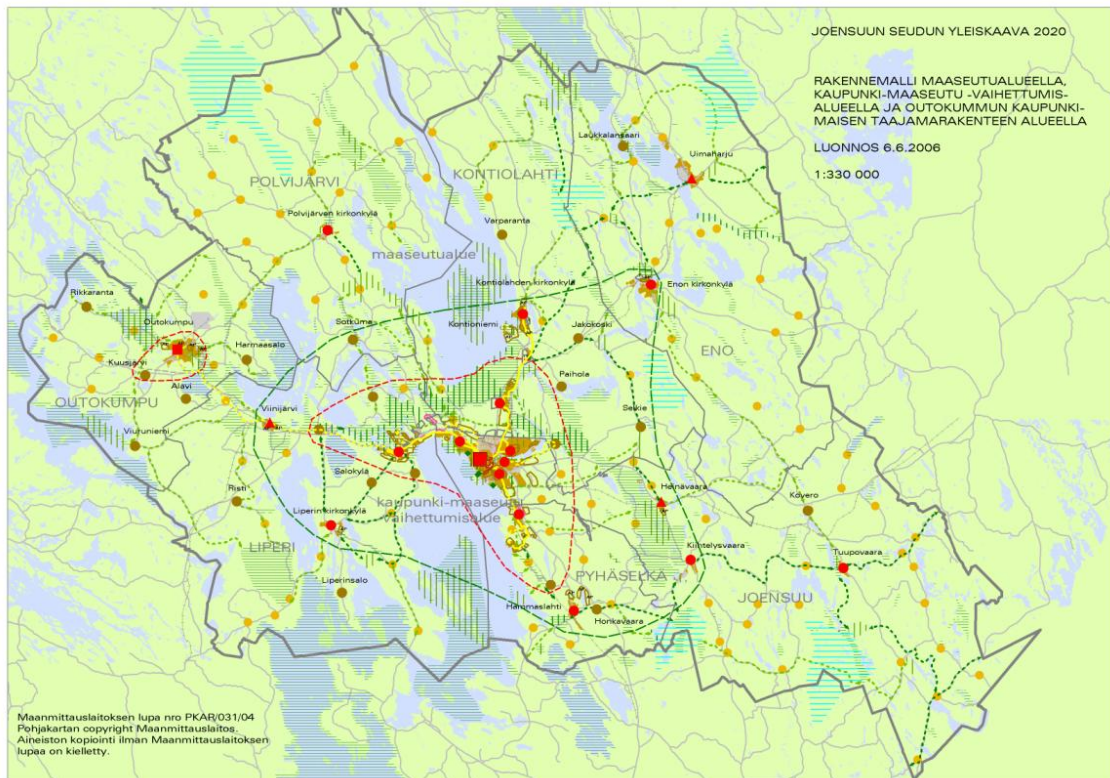 JOENSUUN SEUDUN YLEISKAAVA 2020
RAKENNEMALLI MAASEUTUALUEELLA,
KAUPUNKI-MAASEUTU -VAIHETTUMIS-
ALUEELLA JA OUTOKUMMUN KAUPUNKI-
MAISEN TAAJAMARAKENTEEN ALUEELLA
LUONNOS 6.6.2006
1:330 000
Laukkalansaari
Uimaharju
POLVIJÄRVI
KONTIOLAHTI
Polvijärven kirkonkylä
Varparanta
maaseutualue
Rikkaranta
Kontiolahden kirkonkylä
Enon kirkonkylä
Outokumpu
Sotkuma
Kontioniemi
Jakokoski
Harmaasalo
ENO
Kuusjärvi
Alavi
Paihola
OUTOKUMPU
Viinijärvi
Selkie
Viuruniemi
Salokylä
Heinävaara
Risti
kaupunki-maaseutu
vaihettumisalue
Kovero
Liperin kirkonkylä
LIPERI
Kiihtelysvaara
Tuupovaara
Liperinsalo
PYHÄSELKÄ
JOENSUU
Hammaslahti
Honkavaara
Maanmittauslaitoksen lupa nro PKAR/031/04
Pohjakartan copyright Maanmittauslaitos.
Aineiston kopiointi ilman Maanmittauslaitoksen
lupaa on kielletty.